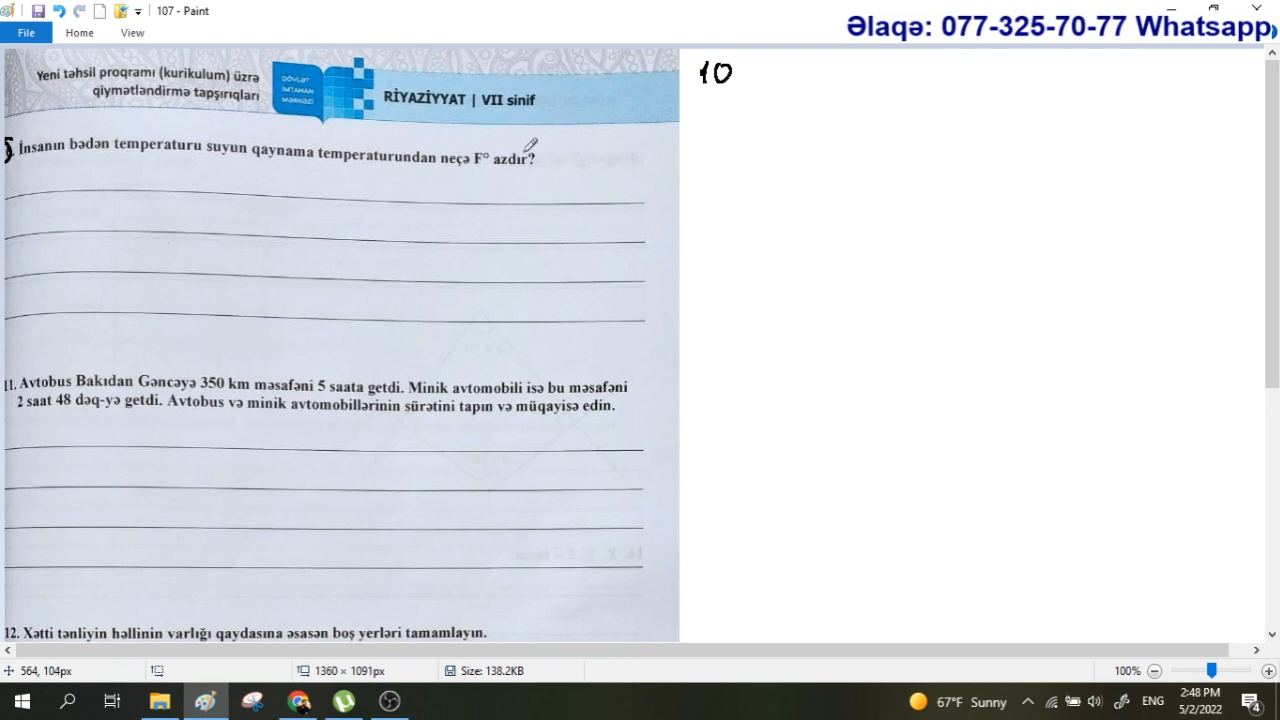 107 - Paint
Əlaqə: 077-325-70-77 Whatsapp
File Home View
Yeni təhsil proqramı (kurikulum) üzrə
qiymətləndirmə tapşırıqları
DÖVLƏT
İMTAHAN
MƏRKƏZİ
RİYAZİYYAT | VII sinif
10
İnsanın bədən temperaturu suyun qaynama temperaturundan neçə F° azdır?
11. Avtobus Bakıdan Gəncəyə 350 km məsafəni 5 saata getdi. Minik avtomobili isə bu məsafəni
2 saat 48 dəq-yə getdi. Avtobus və minik avtomobillərinin sürətini tapın və müqayisə edin.
12. Xətti tənliyin həllinin varlığı qaydasına əsasən boş yerləri tamamlayın.
564, 104px 1360 × 1091px Size: 138.2KB 100%
67°F Sunny ENG 2:48 PM
5/2/2022
4